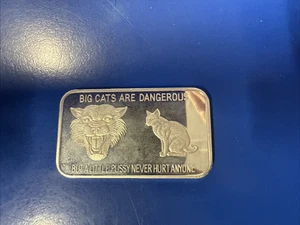 BIG CATS ARE DANGEROUS
BUT A LITTLE PUSSY NEVER HURT ANYONE